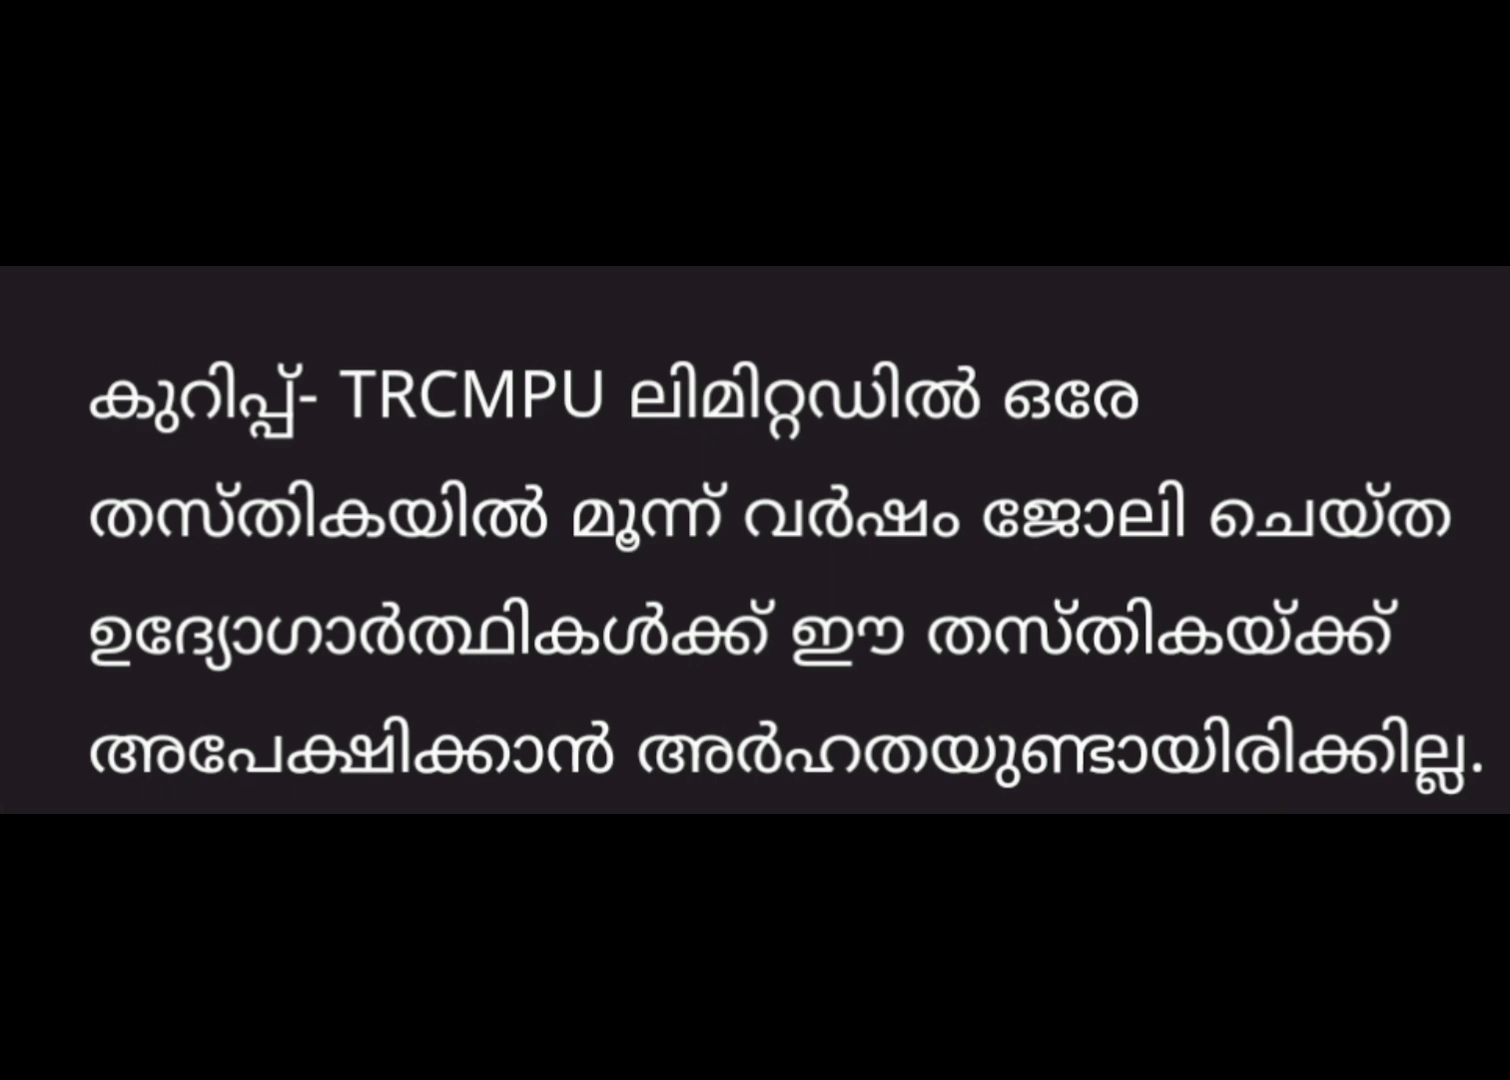 കുറിപ്പ്- TRCMPU ലിമിറ്റഡിൽ ഒരേ
തസ്തികയിൽ മൂന്ന് വർഷം ജോലി ചെയ്ത
ഉദ്യോഗാർത്ഥികൾക്ക് ഈ തസ്തികയ്ക്ക്
അപേക്ഷിക്കാൻ അർഹതയുണ്ടായിരിക്കില്ല.